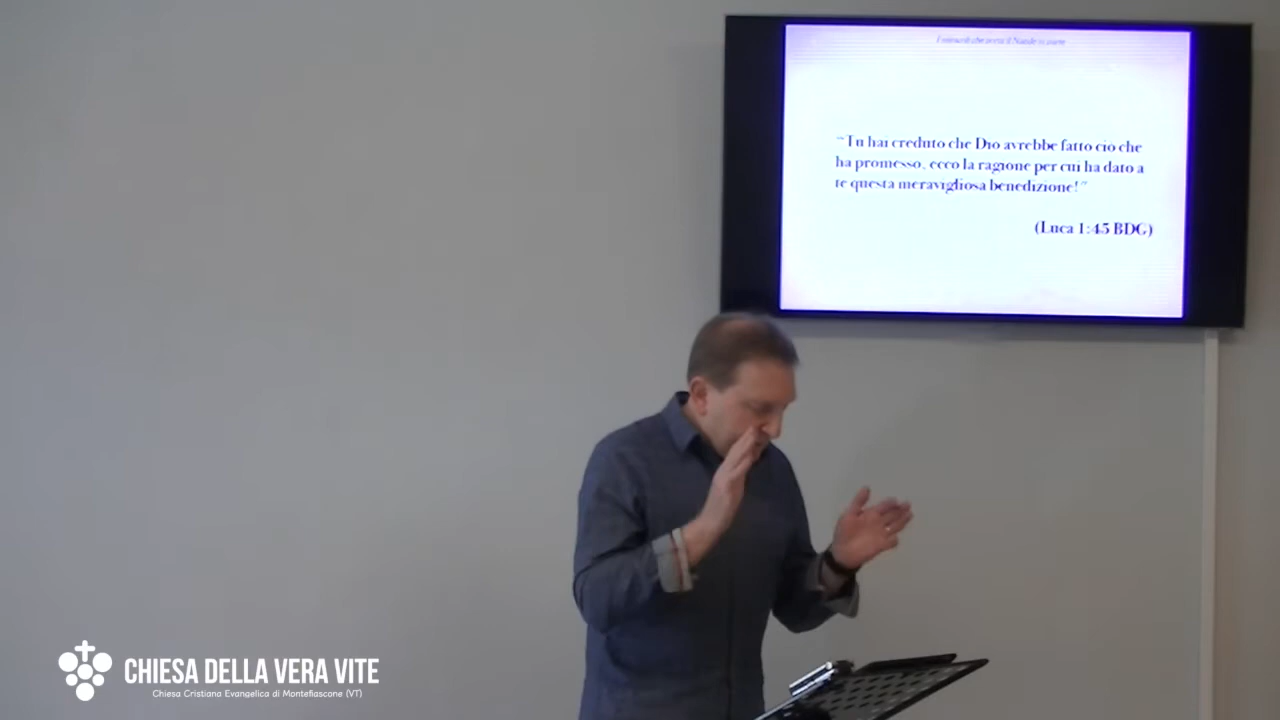 “Tu hai creduto che Dio avrebbe fatto ciò che
ha promesso, ecco la ragione per cui ha dato a
te questa meravigliosa benedizione!”
(Luca 1:45 BDG)
CHIESA DELLA VERA VITE
Chiesa Cristiana Evangelica di Montefiascone (VT)